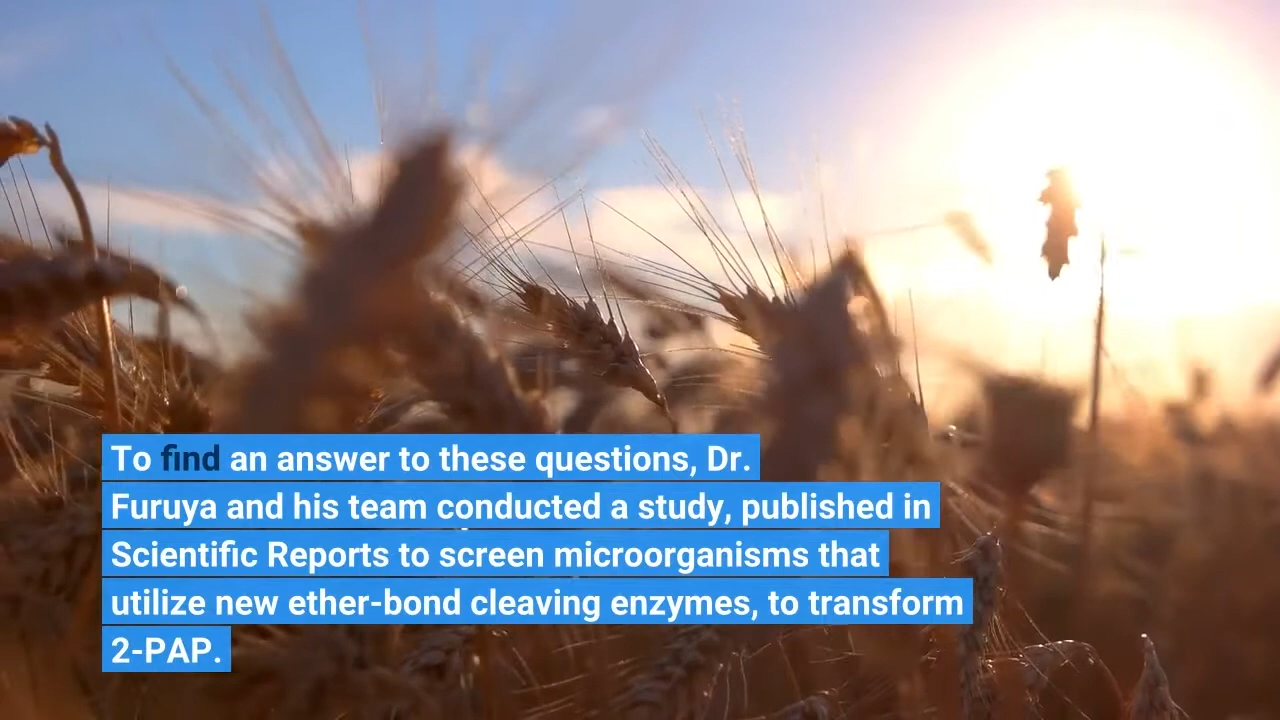 To find an answer to these questions, Dr.
Furuya and his team conducted a study, published in
Scientific Reports to screen microorganisms that
utilize new ether-bond cleaving enzymes, to transform
2-PAP.